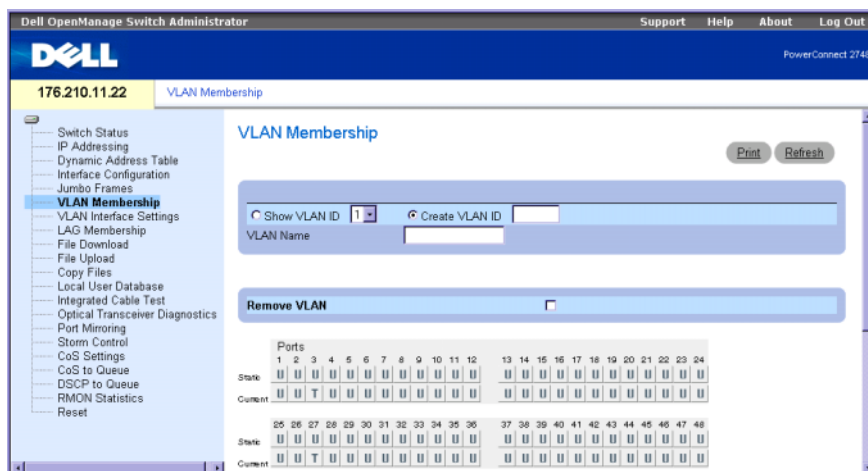 Dell OpenManage Switch Administrator Support Help About Log Out
DELL
PowerConnect 2748
176.210.11.22 VLAN Membership
Switch Status
IP Addressing
Dynamic Address Table
Interface Configuration
Jumbo Frames
VLAN Membership
VLAN Interface Settings
LAG Membership
File Download
File Upload
Copy Files
Local User Database
Integrated Cable Test
Optical Transceiver Diagnostics
Port Mirroring
Storm Control
CoS Settings
CoS to Queue
DSCP to Queue
RMON Statistics
Reset
VLAN Membership
Print Refresh
Show VLAN ID 1 Create VLAN ID
VLAN Name
Remove VLAN
Ports
1 2 3 4 5 6 7 8 9 10 11 12 13 14 15 16 17 18 19 20 21 22 23 24
Static U U U U U U U U U U U U U U U U U U U U U U U U
Current U U T U U U U U U U U U U U U U U U U U U U U U
25 26 27 28 29 30 31 32 33 34 35 36 37 38 39 40 41 42 43 44 45 46 47 48
Static U U U U U U U U U U U U U U U U U U U U U U U U
Current U U T U U U U U U U U U U U U U U U U U U U U U